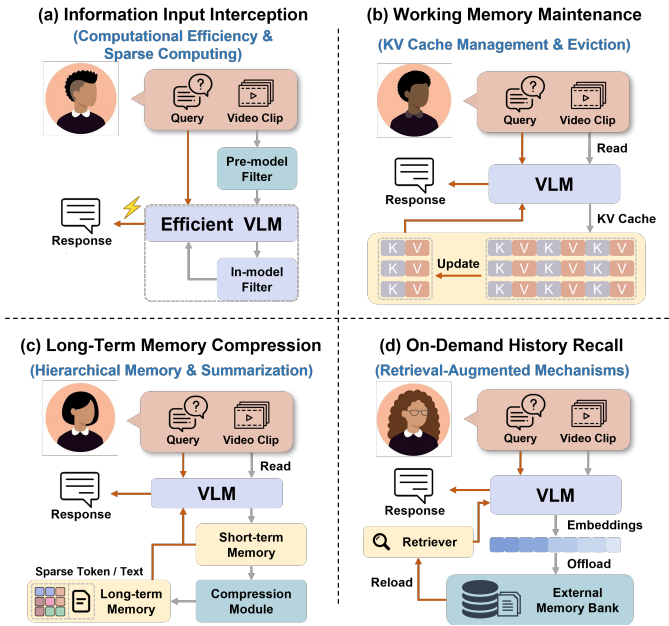 (a) Information Input Interception
(Computational Efficiency &
Sparse Computing)
?
Query
Video Clip
Pre-model
Filter
Response
Efficient VLM
In-model
Filter
(b) Working Memory Maintenance
(KV Cache Management & Eviction)
?
Query
Video Clip
Read
Response
VLM
KV Cache
K V K V K V K V
Update
K V K V K V K V
K V K V K V K V
(c) Long-Term Memory Compression
(Hierarchical Memory & Summarization)
?
Query
Video Clip
Read
Response
VLM
Short-term
Memory
Sparse Token / Text
Long-term
Memory
Compression
Module
(d) On-Demand History Recall
(Retrieval-Augmented Mechanisms)
?
Query
Video Clip
Response
VLM
Embeddings
Retriever
Offload
Reload
External
Memory Bank